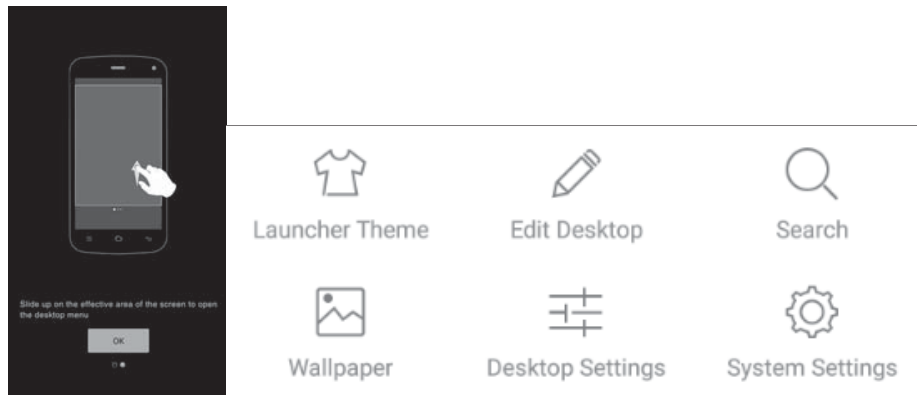 Slide up on the effective area of the screen to open
the desktop menu
OK
Launcher Theme
Edit Desktop
Search
Wallpaper
Desktop Settings
System Settings